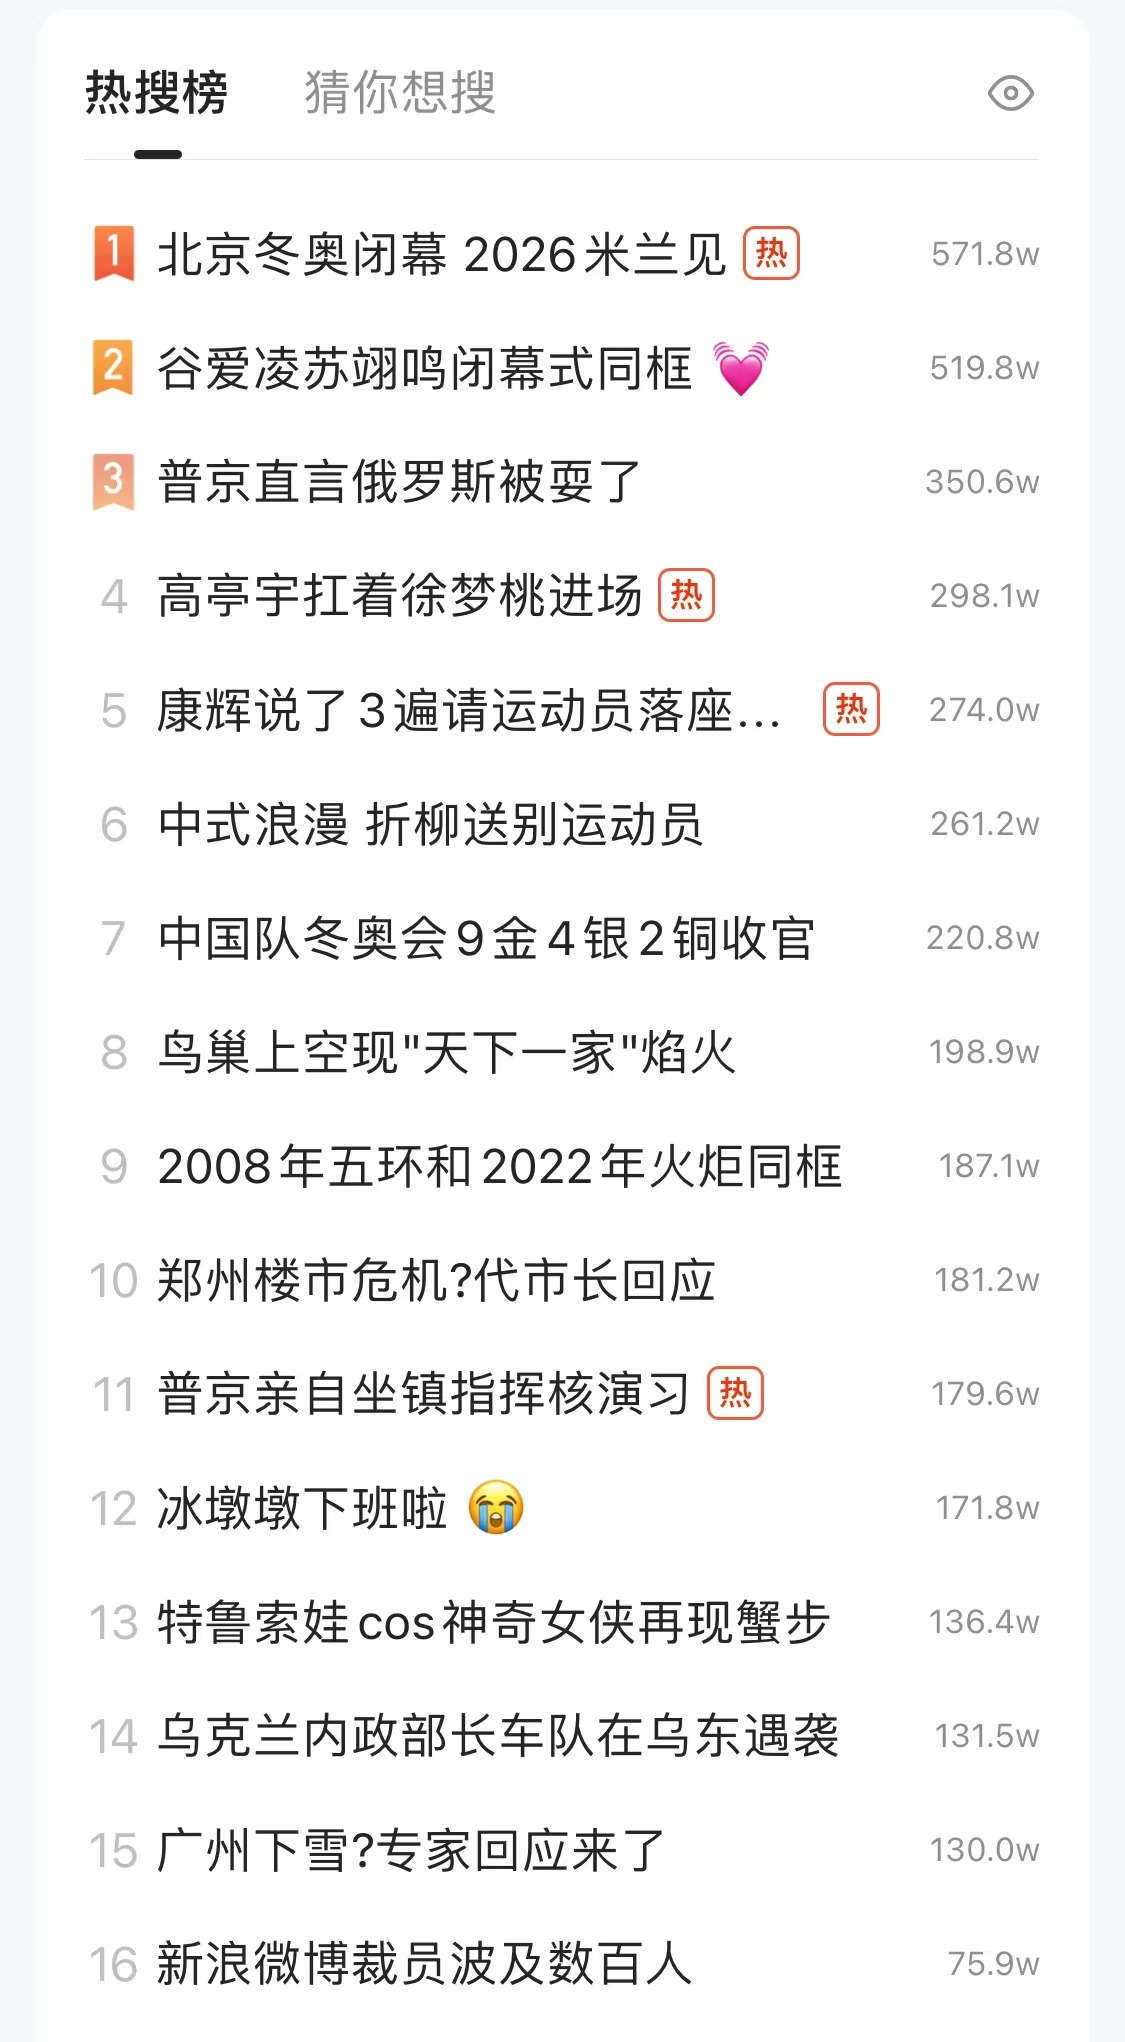 热搜榜 猜你想搜
1 北京冬奥闭幕 2026米兰见 热 571.8w
2 谷爱凌苏翊鸣闭幕式同框 💓 519.8w
3 普京直言俄罗斯被耍了 350.6w
4 高亭宇扛着徐梦桃进场 热 298.1w
5 康辉说了3遍请运动员落座... 热 274.0w
6 中式浪漫 折柳送别运动员 261.2w
7 中国队冬奥会9金4银2铜收官 220.8w
8 鸟巢上空现"天下一家"焰火 198.9w
9 2008年五环和2022年火炬同框 187.1w
10 郑州楼市危机?代市长回应 181.2w
11 普京亲自坐镇指挥核演习 热 179.6w
12 冰墩墩下班啦 😭 171.8w
13 特鲁索娃cos神奇女侠再现蟹步 136.4w
14 乌克兰内政部长车队在乌东遇袭 131.5w
15 广州下雪?专家回应来了 130.0w
16 新浪微博裁员波及数百人 75.9w